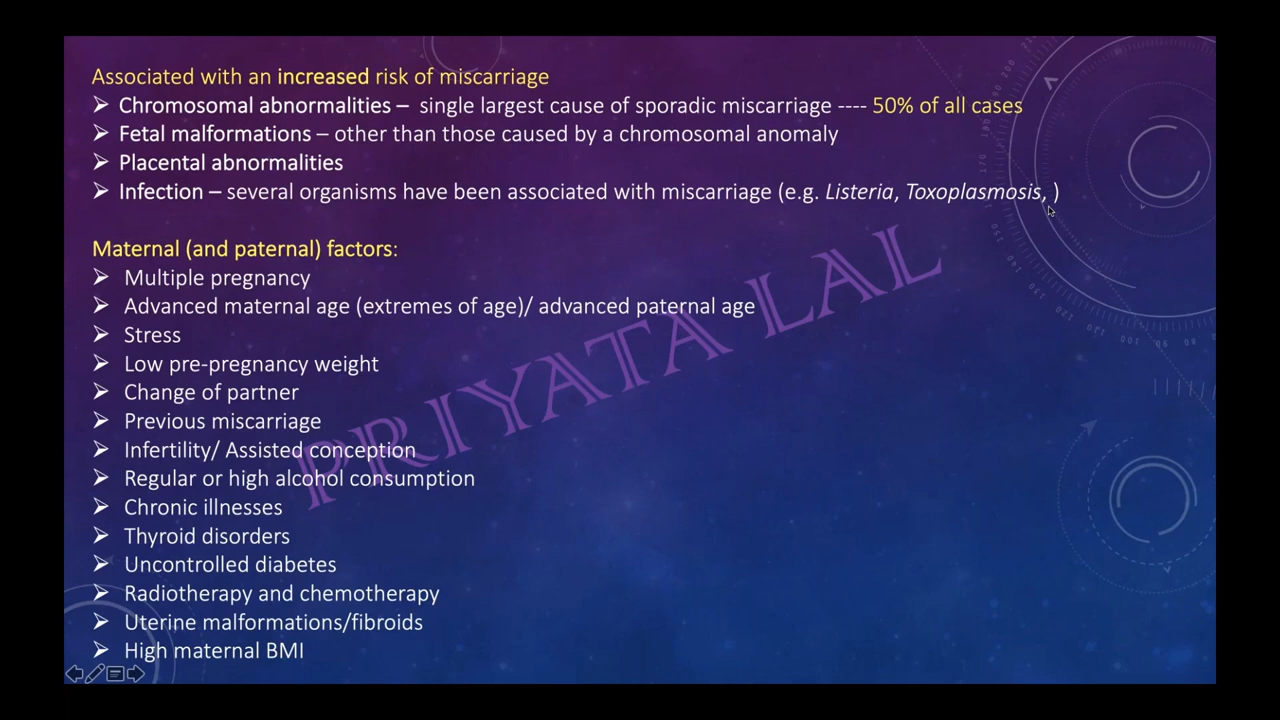 Associated with an increased risk of miscarriage
➢ Chromosomal abnormalities – single largest cause of sporadic miscarriage ---- 50% of all cases
➢ Fetal malformations – other than those caused by a chromosomal anomaly
➢ Placental abnormalities
➢ Infection – several organisms have been associated with miscarriage (e.g. Listeria, Toxoplasmosis, )
Maternal (and paternal) factors:
➢ Multiple pregnancy
➢ Advanced maternal age (extremes of age)/ advanced paternal age
➢ Stress
➢ Low pre-pregnancy weight
➢ Change of partner
➢ Previous miscarriage
➢ Infertility/ Assisted conception
➢ Regular or high alcohol consumption
➢ Chronic illnesses
➢ Thyroid disorders
➢ Uncontrolled diabetes
➢ Radiotherapy and chemotherapy
➢ Uterine malformations/fibroids
➢ High maternal BMI
PRIYATA LAL